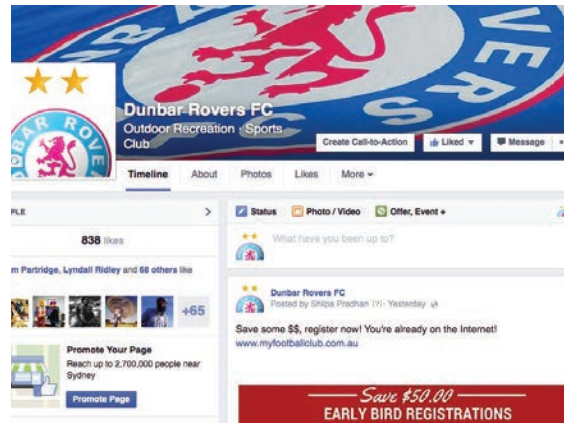 OVERS
BAR ROVE
Dunbar Rovers FC
Outdoor Recreation · Sports
Club
Create Call-to-Action
Liked
Message
Timeline
About
Photos
Likes
More
PLE
838 likes
m Partridge, Lyndall Ridley and 68 others like
+65
Promote Your Page
Reach up to 2,700,000 people near
Sydney
Promote Page
Status
Photo / Video
Offer, Event +
What have you been up to?
Dunbar Rovers FC
Posted by Shilpa Pradhan [?] · Yesterday
Save some $$, register now! You're already on the Internet!
www.myfootballclub.com.au
Save $50.00
EARLY BIRD REGISTRATIONS